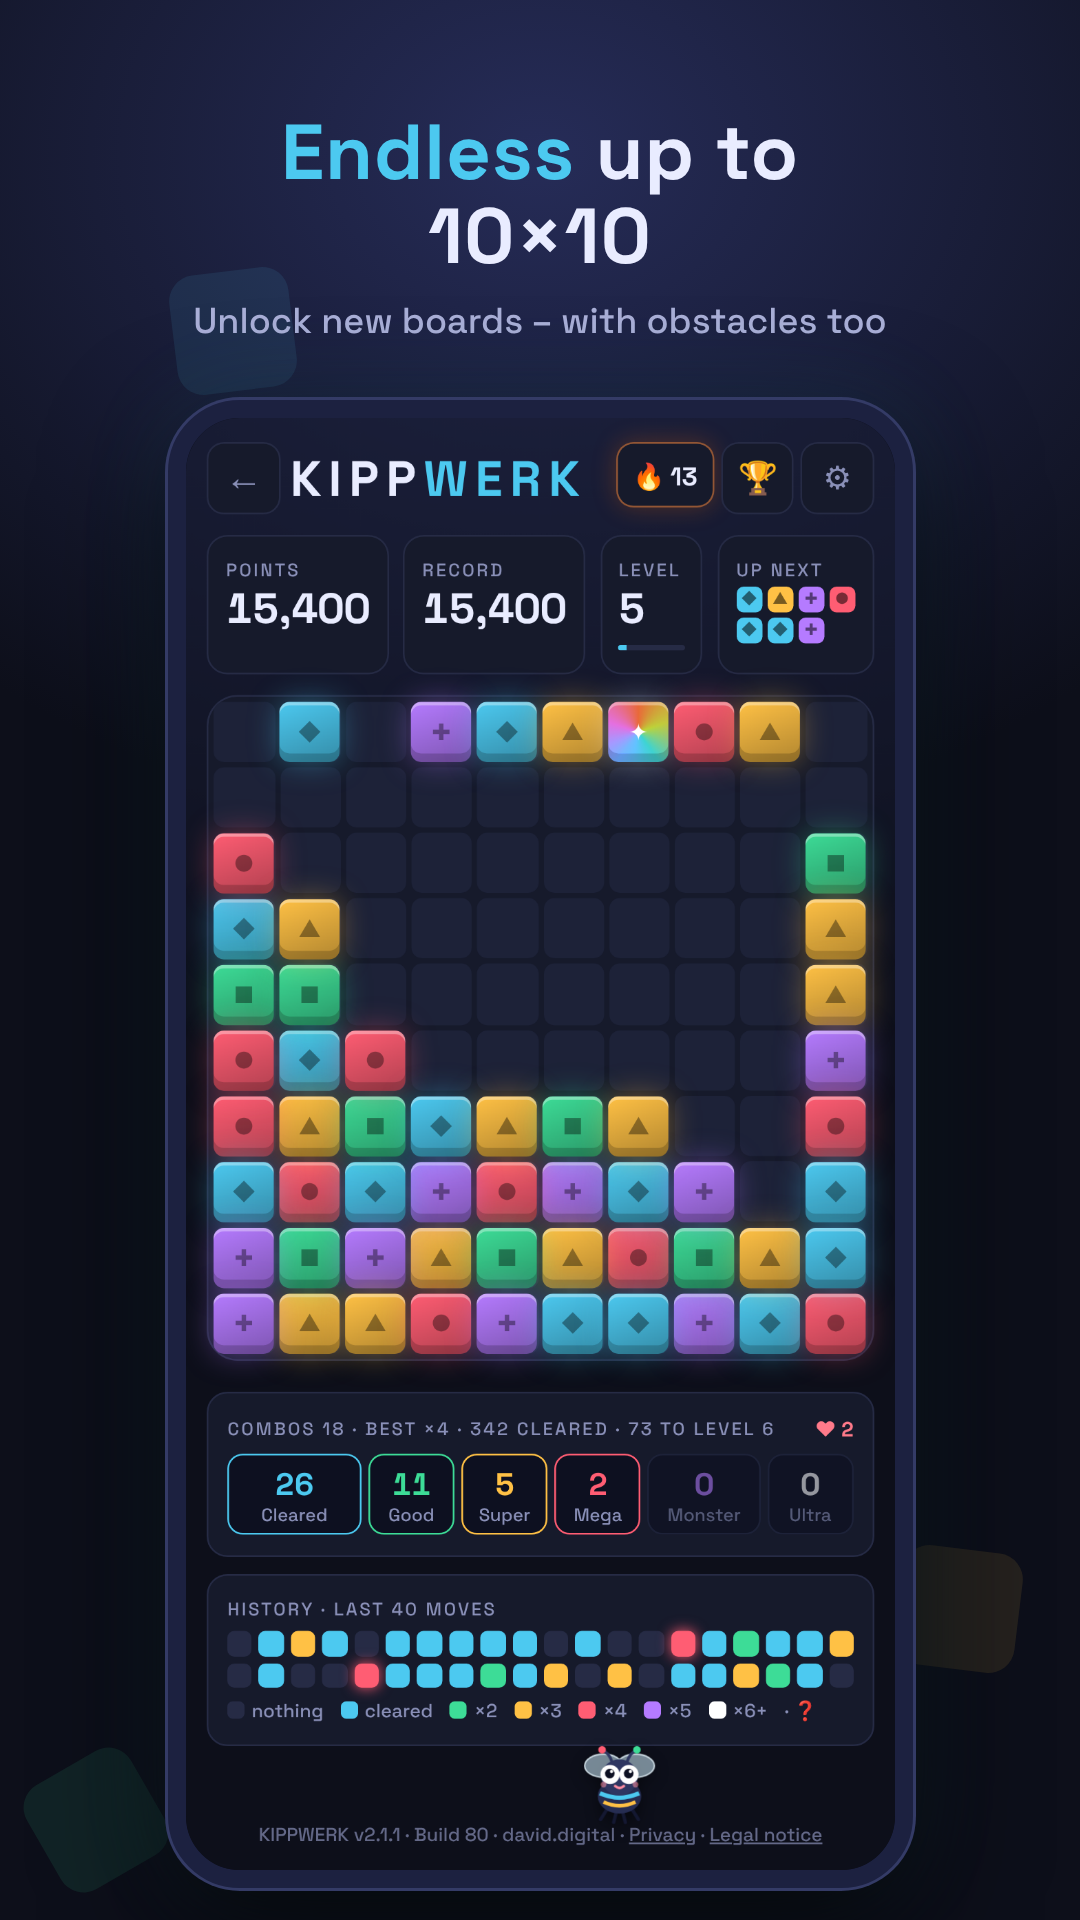 Endless up to
10×10
Unlock new boards – with obstacles too
← KIPPWERK 🔥 13 🏆 ⚙
POINTS
15,400
RECORD
15,400
LEVEL
5
UP NEXT
COMBOS 18 · BEST ×4 · 342 CLEARED · 73 TO LEVEL 6 ♥ 2
26 Cleared
11 Good
5 Super
2 Mega
0 Monster
0 Ultra
HISTORY · LAST 40 MOVES
nothing cleared ×2 ×3 ×4 ×5 ×6+ · ❓
KIPPWERK v2.1.1 · Build 80 · david.digital · Privacy · Legal notice